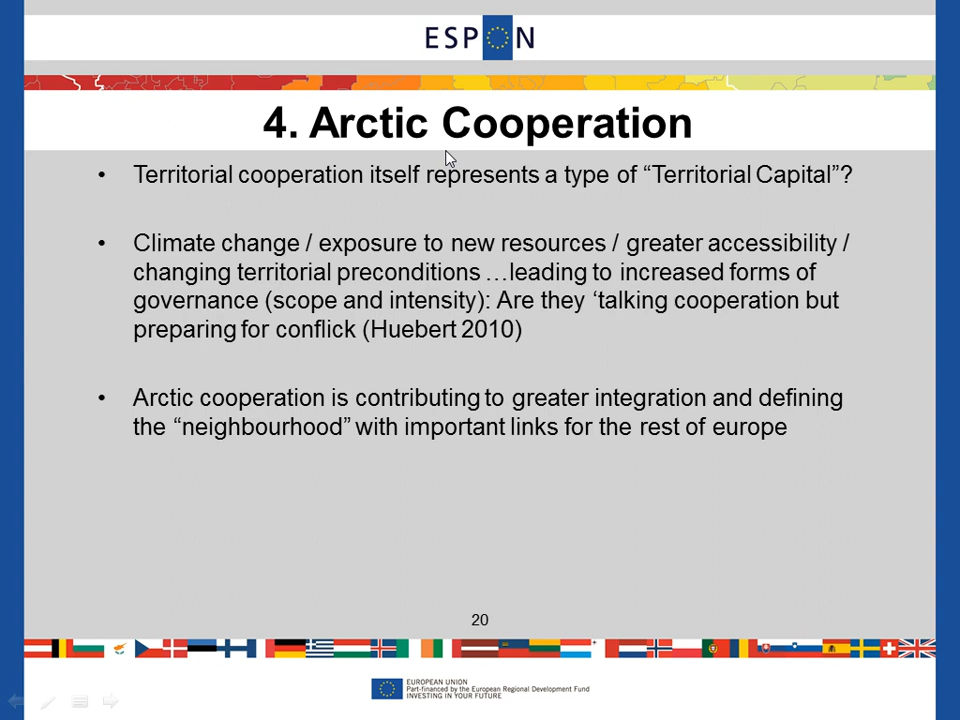 ESPON
4. Arctic Cooperation
• Territorial cooperation itself represents a type of “Territorial Capital”?
• Climate change / exposure to new resources / greater accessibility /
changing territorial preconditions …leading to increased forms of
governance (scope and intensity): Are they ‘talking cooperation but
preparing for conflick (Huebert 2010)
• Arctic cooperation is contributing to greater integration and defining
the “neighbourhood” with important links for the rest of europe
20
EUROPEAN UNION
Part-financed by the European Regional Development Fund
INVESTING IN YOUR FUTURE